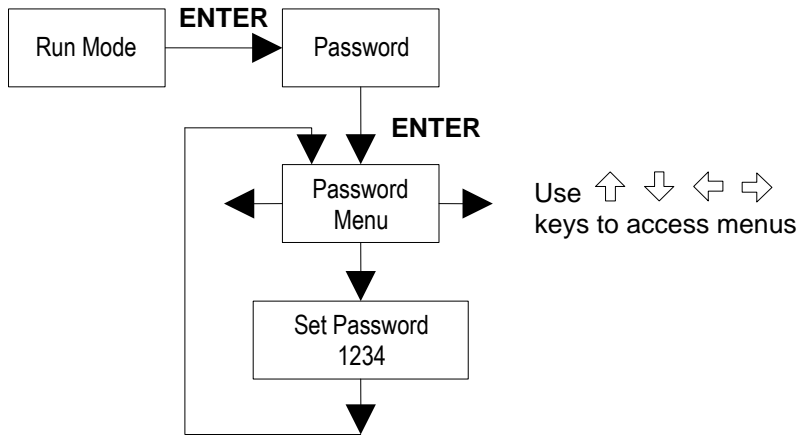 ENTER
Run Mode
Password
ENTER
Password
Menu
Use ⇧ ⇩ ⇦ ⇨
keys to access menus
Set Password
1234